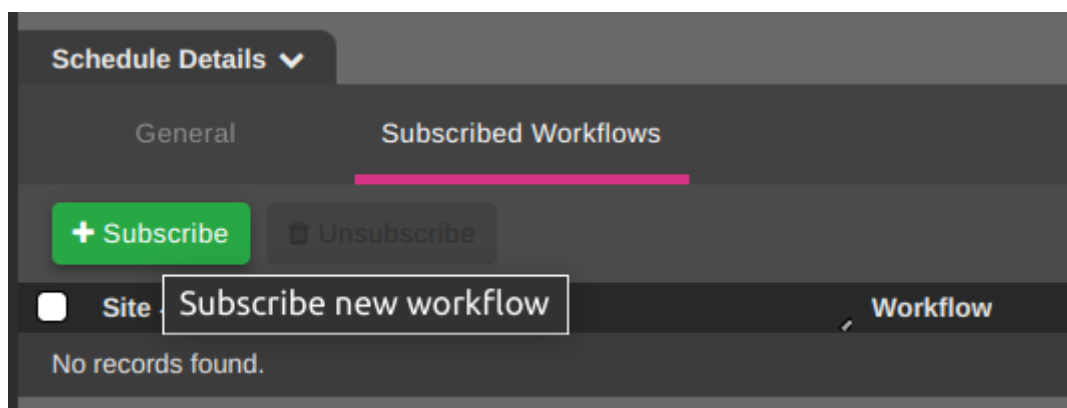 Schedule Details
General Subscribed Workflows
+ Subscribe Unsubscribe
Subscribe new workflow
Site Workflow
No records found.